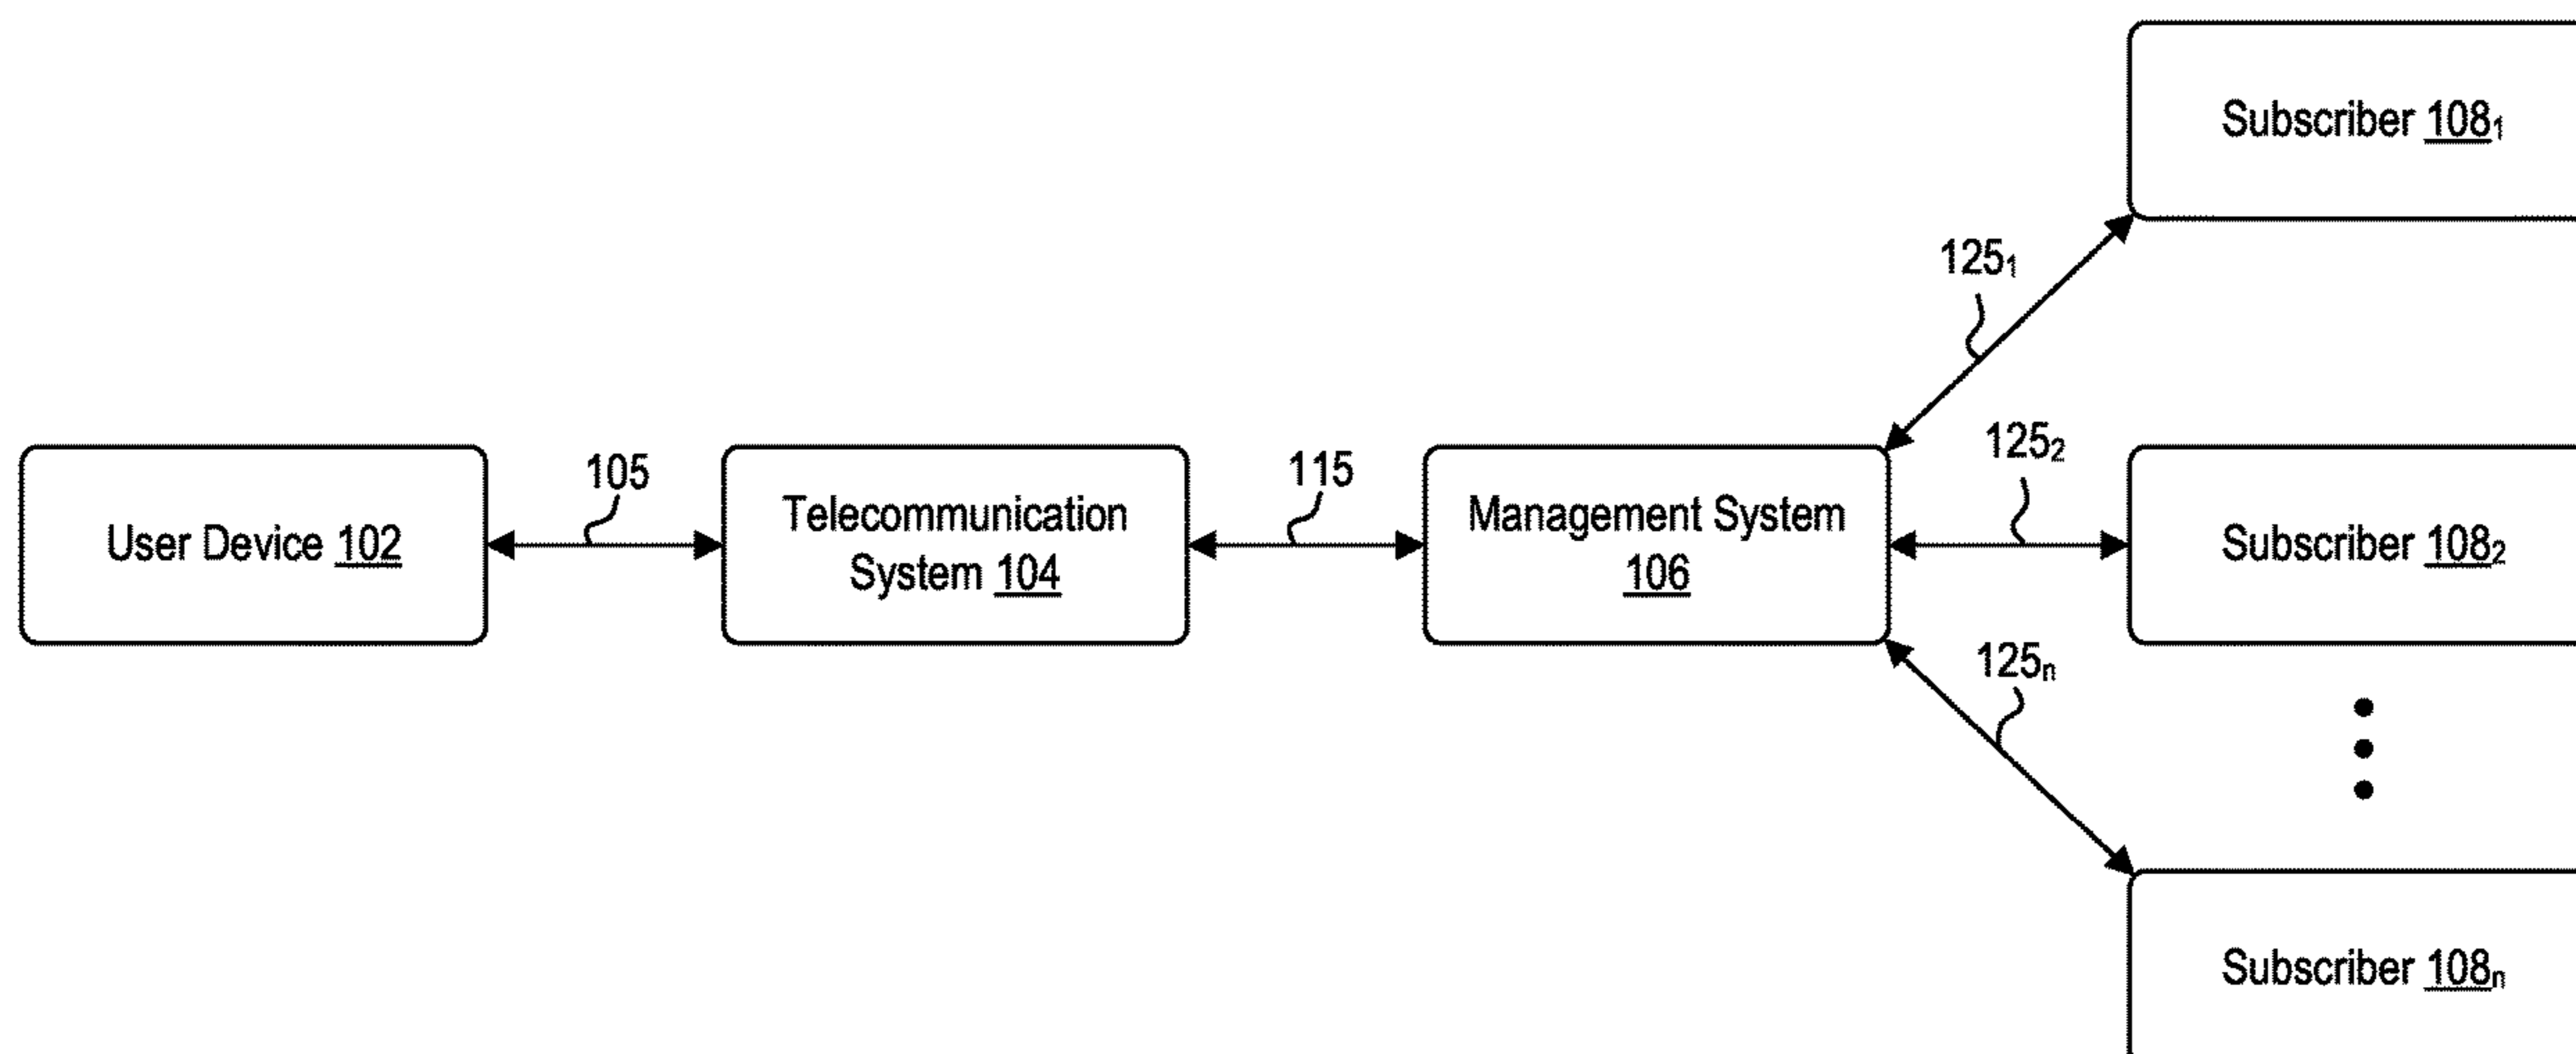 Subscriber 108₁
125₁
125₂
105
115
User Device 102
Telecommunication
System 104
Management System
106
Subscriber 108₂
125ₙ
Subscriber 108ₙ